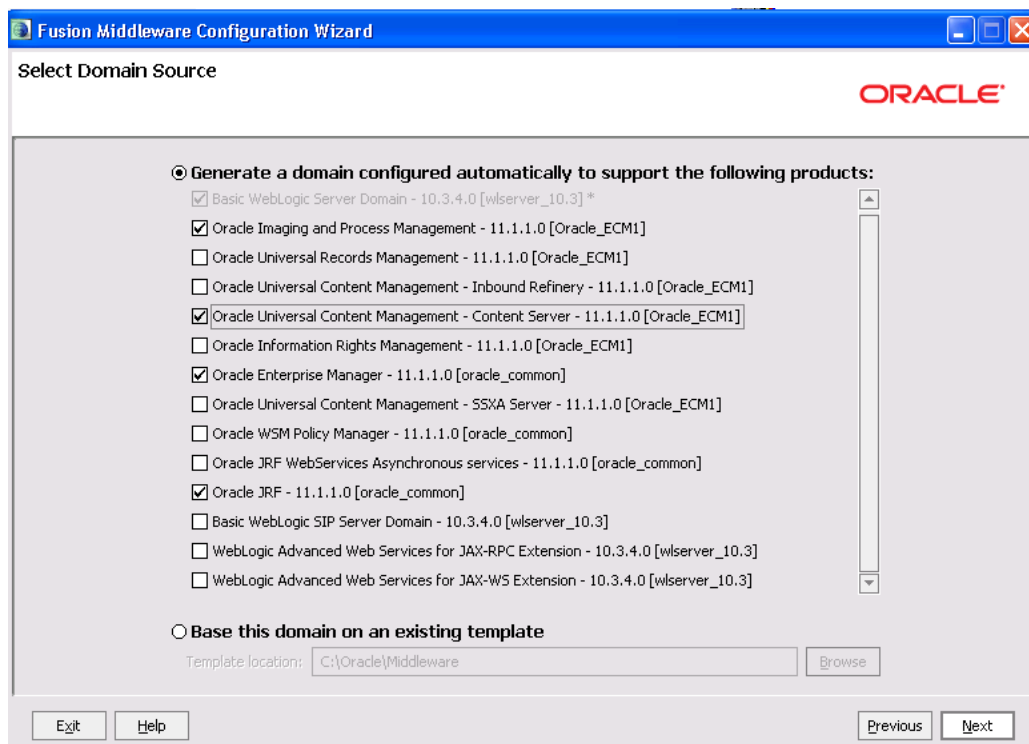 Fusion Middleware Configuration Wizard
Select Domain Source
ORACLE
Generate a domain configured automatically to support the following products:
Basic WebLogic Server Domain - 10.3.4.0 [wlserver_10.3] *
Oracle Imaging and Process Management - 11.1.1.0 [Oracle_ECM1]
Oracle Universal Records Management - 11.1.1.0 [Oracle_ECM1]
Oracle Universal Content Management - Inbound Refinery - 11.1.1.0 [Oracle_ECM1]
Oracle Universal Content Management - Content Server - 11.1.1.0 [Oracle_ECM1]
Oracle Information Rights Management - 11.1.1.0 [Oracle_ECM1]
Oracle Enterprise Manager - 11.1.1.0 [oracle_common]
Oracle Universal Content Management - SSXA Server - 11.1.1.0 [Oracle_ECM1]
Oracle WSM Policy Manager - 11.1.1.0 [oracle_common]
Oracle JRF WebServices Asynchronous services - 11.1.1.0 [oracle_common]
Oracle JRF - 11.1.1.0 [oracle_common]
Basic WebLogic SIP Server Domain - 10.3.4.0 [wlserver_10.3]
WebLogic Advanced Web Services for JAX-RPC Extension - 10.3.4.0 [wlserver_10.3]
WebLogic Advanced Web Services for JAX-WS Extension - 10.3.4.0 [wlserver_10.3]
Base this domain on an existing template
Template location: C:\Oracle\Middleware Browse
Exit Help Previous Next